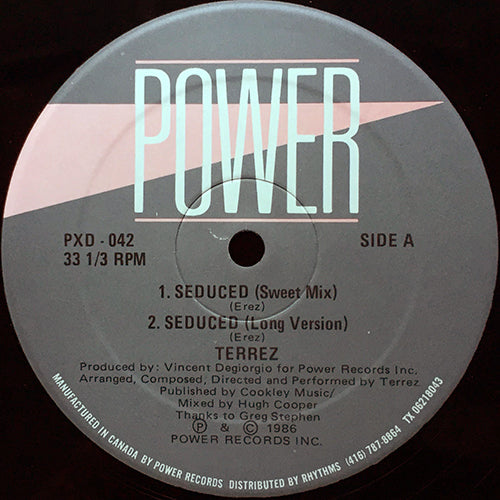 POWER
PXD - 042
SIDE A
33 1/3 RPM
1. SEDUCED (Sweet Mix)
(Erez)
2. SEDUCED (Long Version)
(Erez)
TERREZ
Produced by: Vincent Degiorgio for Power Records Inc.
Arranged, Composed, Directed and Performed by Terrez
Published by Cookley Music/
Mixed by Hugh Cooper
Thanks to Greg Stephen
Ⓟ & © 1986
POWER RECORDS INC.
MANUFACTURED IN CANADA BY POWER RECORDS DISTRIBUTED BY RHYTHMS (416) 787-8864 TX 06218043